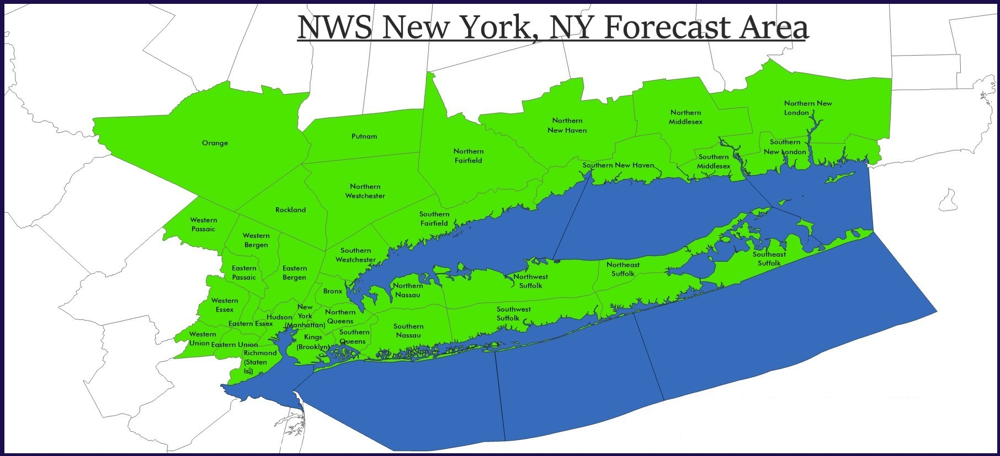 NWS New York, NY Forecast Area
Northern New
London
Northern
Middlesex
Northern
New Haven
Putnam
Orange
Northern
Fairfield
Southern
New London
Southern
Middlesex
Southern New Haven
Northern
Westchester
Rockland
Southern
Fairfield
Western
Passaic
Western
Bergen
Southern
Westchester
Southeast
Suffolk
Northeast
Suffolk
Eastern
Passaic
Eastern
Bergen
Northwest
Suffolk
Northern
Nassau
Bronx
Western
Essex
New
York
(Manhattan)
Hudson
Northern
Queens
Southwest
Suffolk
Eastern Essex
Southern
Nassau
Southern
Queens
Kings
(Brooklyn)
Western
Union
Eastern Union
Richmond
(Staten
Is.)